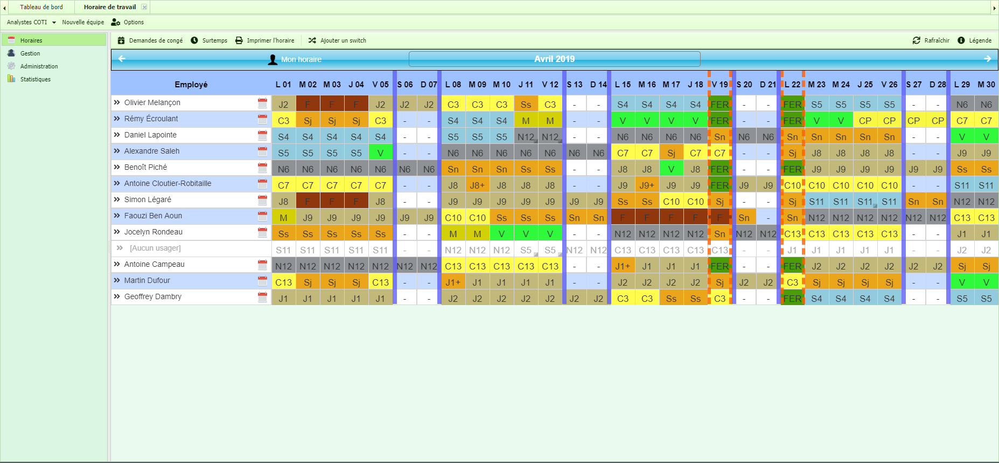 Tableau de bord Horaire de travail
Analystes COTI Nouvelle équipe Options
Horaires
Gestion
Administration
Statistiques
Demandes de congé Surtemps Imprimer l'horaire Ajouter un switch Rafraîchir Légende
Mon horaire Avril 2019
Employé L 01 M 02 M 03 J 04 V 05 S 06 D 07 L 08 M 09 M 10 J 11 V 12 S 13 D 14 L 15 M 16 M 17 J 18 V 19 S 20 D 21 L 22 M 23 M 24 J 25 V 26 S 27 D 28 L 29 M 30
Olivier Melançon J2 F F F J2 J2 J2 C3 C3 C3 Ss C3 - - S4 S4 S4 S4 FER - - FER S5 S5 S5 S5 - - N6 N6
Rémy Écroulant C3 Sj Sj Sj C3 - - S4 S4 S4 M M - - V V V V FER - - FER V V CP CP CP CP C7 C7
Daniel Lapointe S4 S4 S4 S4 S4 - - S5 S5 S5 N12 N12 - - N6 N6 N6 N6 Sn N6 N6 Sn Sn Sn Sn Sn - - V V
Alexandre Saleh S5 S5 S5 S5 V - - N6 N6 N6 N6 N6 N6 N6 C7 C7 Sj C7 C7 - - Sj J8 J8 J8 J8 - - J9 J9
Benoît Piché N6 N6 N6 N6 N6 N6 N6 Sn Sn Sn Ss Ss - - J8 J8 V J8 FER - - FER J9 J9 J9 J9 J9 J9 Ss Ss
Antoine Cloutier-Robitaille C7 C7 C7 C7 C7 - - J8 J8+ J8 J8 J8 - - J9 J9+ J9 J9 FER J9 J9 C10 C10 C10 C10 C10 - - S11 S11
Simon Légaré J8 F F F J8 - - J9 J9 J9 J9 J9 J9 J9 Ss Ss C10 C10 Sj - - Sj S11 S11 S11 S11 Sn Sn N12 N12
Faouzi Ben Aoun M J9 J9 J9 J9 J9 J9 C10 C10 Ss Ss Ss Sn Sn F F F F F Sn - Sn N12 N12 N12 N12 N12 N12 C13 C13
Jocelyn Rondeau Ss Ss Ss Ss Ss - - M M V V V - - N12 N12 N12 N12 Sn N12 N12 C13 C13 C13 C13 C13 - - J1 J1
[Aucun usager] S11 S11 S11 S11 S11 - - N12 N12 N12 S5 S5 N12 N12 C13 C13 C13 C13 C13 - - J1 J1 J1 J1 J1 - - J2 J2
Antoine Campeau N12 N12 N12 N12 N12 N12 N12 C13 C13 C13 C13 C13 - - J1+ J1 J1 J1 FER - - FER J2 J2 J2 J2 J2 J2 Sj Sj
Martin Dufour C13 Sj Sj Sj C13 - - J1+ J1 J1 J1 J1 - - J2 J2 J2 J2 Sj J2 J2 C3 Sj Sj Sj Sj - - V V
Geoffrey Dambry J1 J1 J1 J1 J1 - - J2 J2 J2 J2 J2 J2 J2 C3 C3 Ss Ss C3 - - FER S4 S4 S4 S4 - - S5 S5